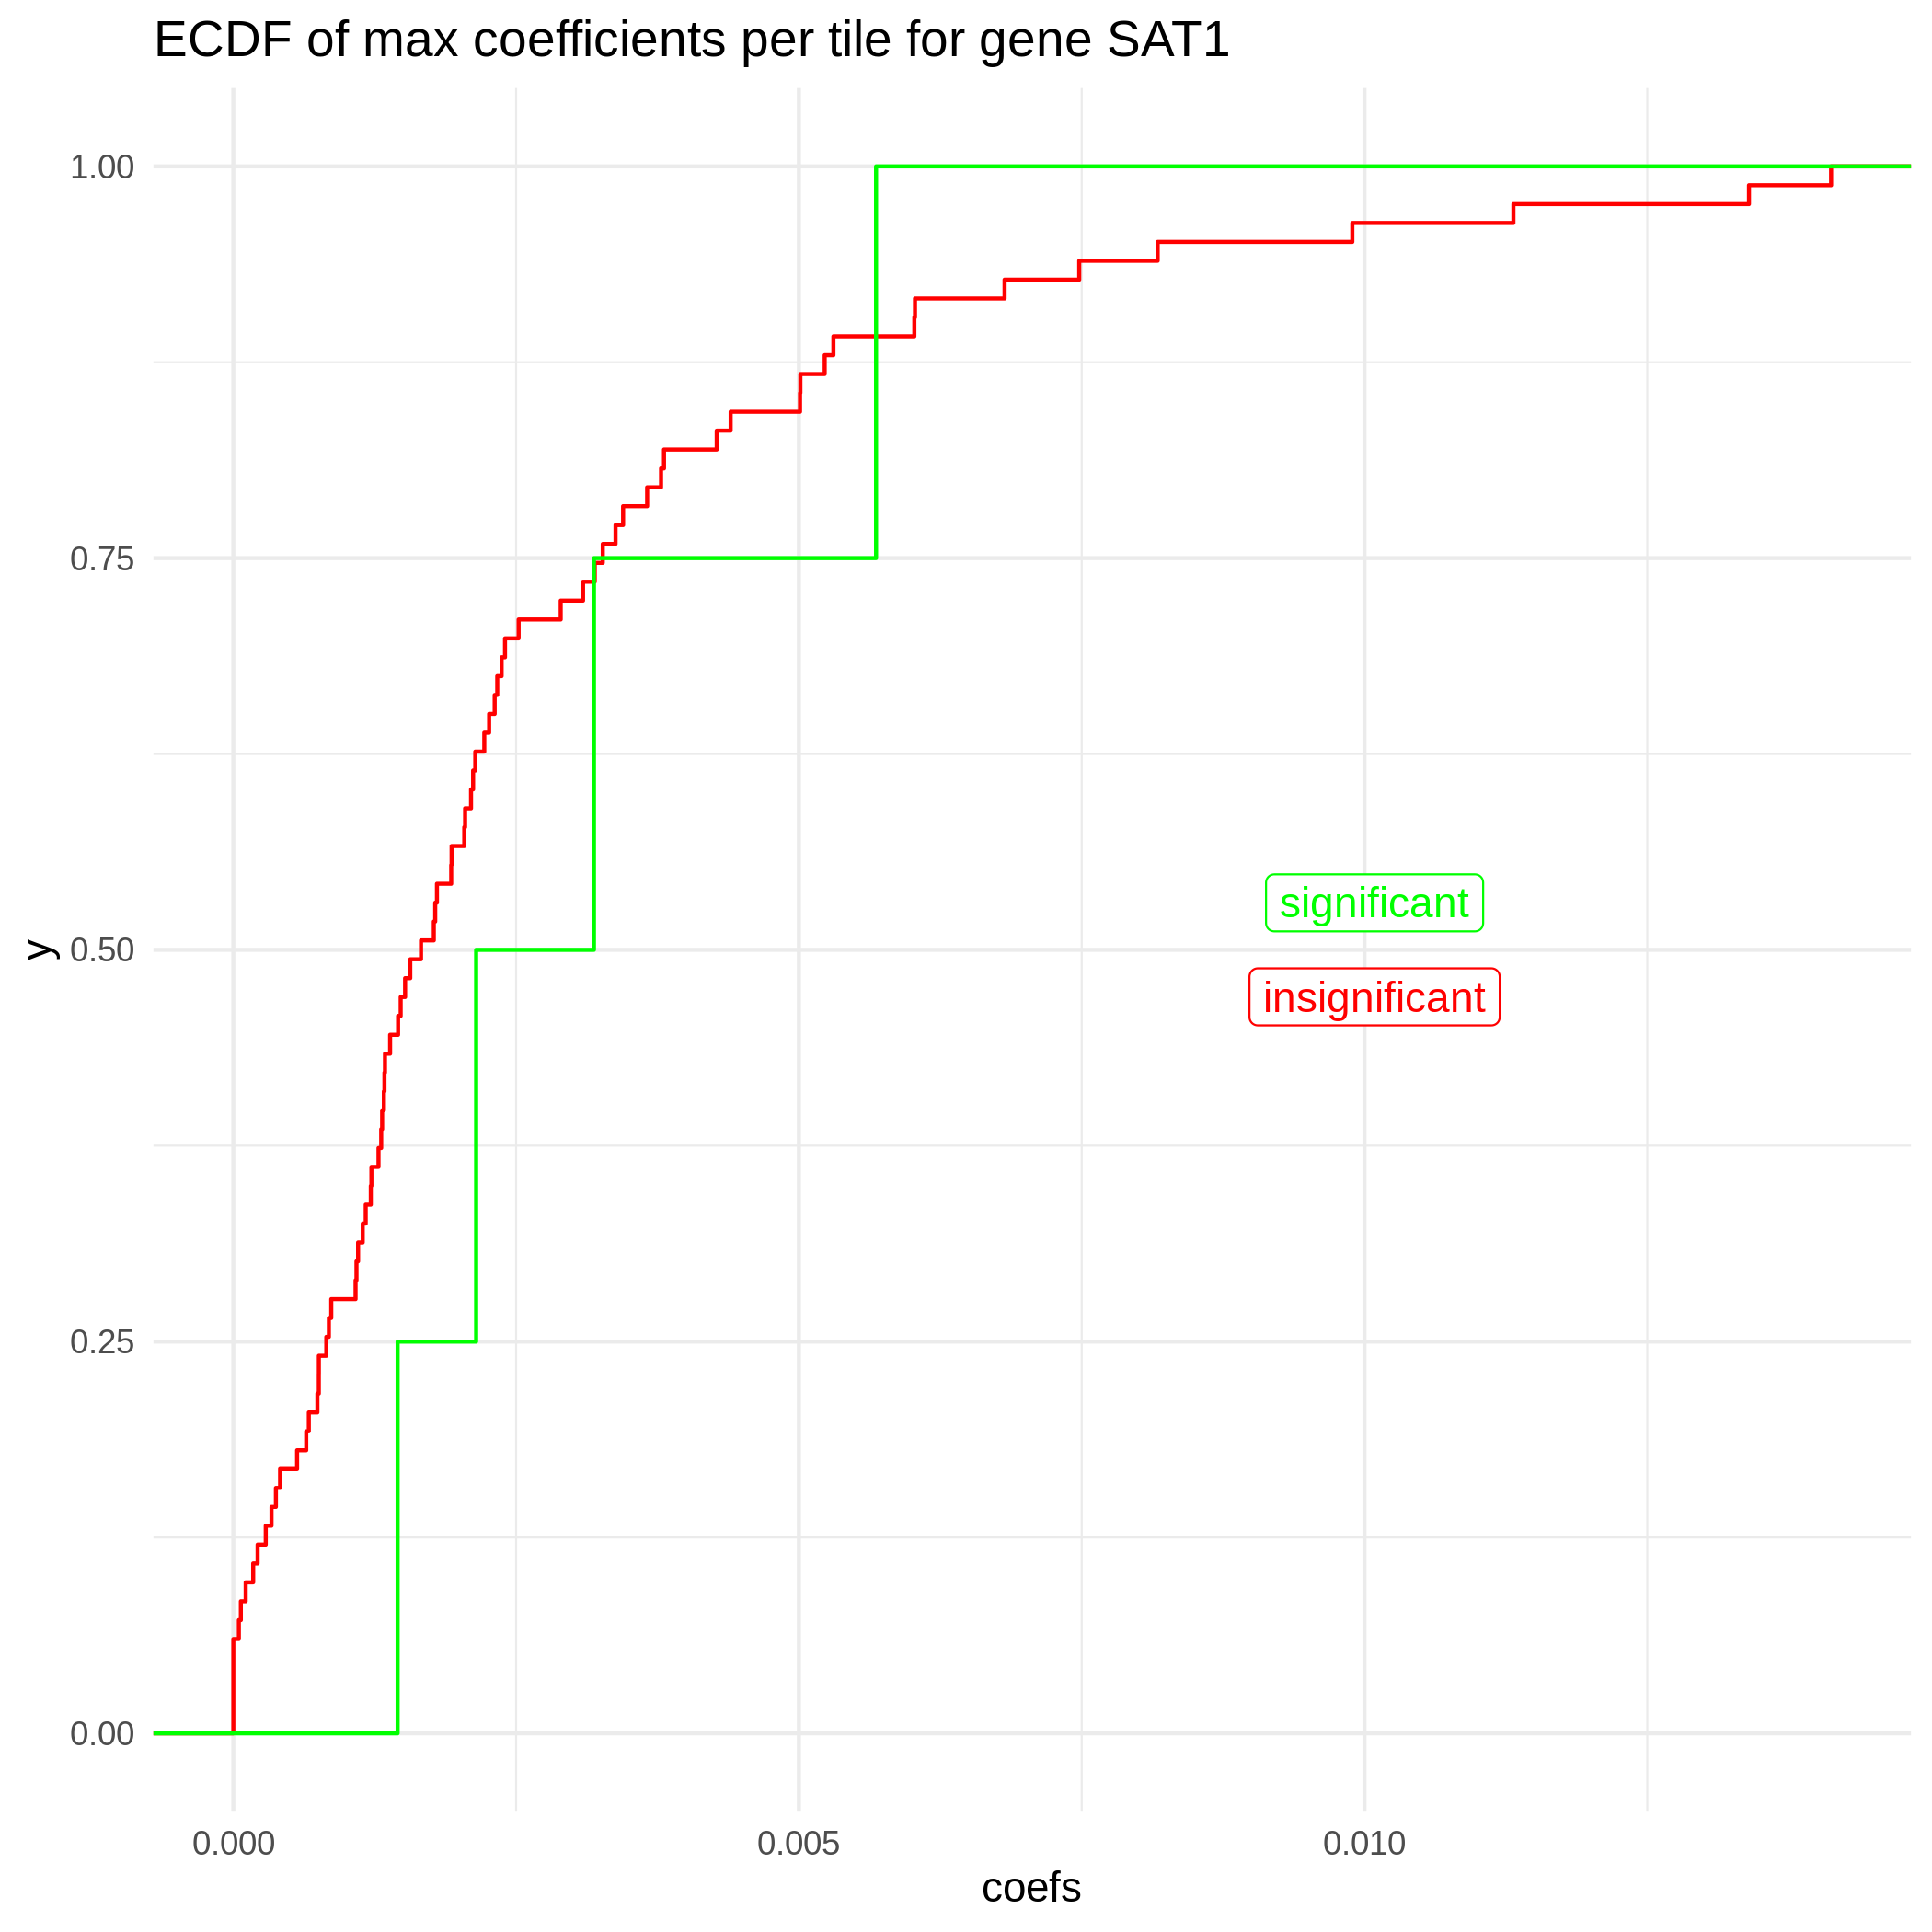 ECDF of max coefficients per tile for gene SAT1
1.00
0.75
0.50
0.25
0.00
y
significant
insignificant
0.000 0.005 0.010
coefs